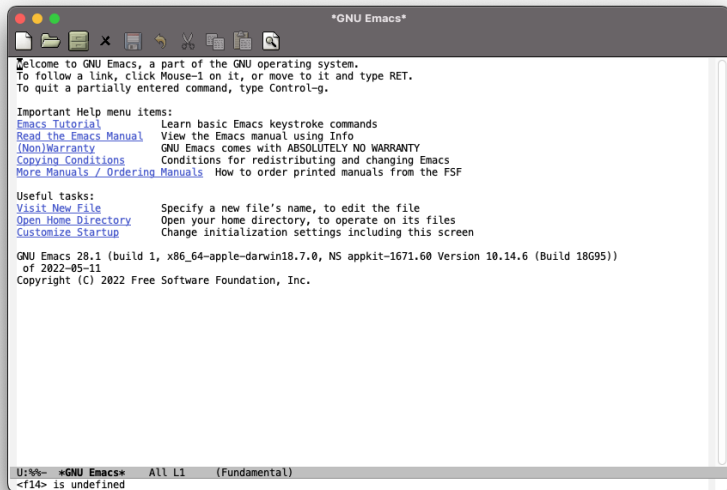 *GNU Emacs*
Welcome to GNU Emacs, a part of the GNU operating system.
To follow a link, click Mouse-1 on it, or move to it and type RET.
To quit a partially entered command, type Control-g.
Important Help menu items:
Emacs Tutorial Learn basic Emacs keystroke commands
Read the Emacs Manual View the Emacs manual using Info
(Non)Warranty GNU Emacs comes with ABSOLUTELY NO WARRANTY
Copying Conditions Conditions for redistributing and changing Emacs
More Manuals / Ordering Manuals How to order printed manuals from the FSF
Useful tasks:
Visit New File Specify a new file's name, to edit the file
Open Home Directory Open your home directory, to operate on its files
Customize Startup Change initialization settings including this screen
GNU Emacs 28.1 (build 1, x86_64-apple-darwin18.7.0, NS appkit-1671.60 Version 10.14.6 (Build 18G95))
of 2022-05-11
Copyright (C) 2022 Free Software Foundation, Inc.
U:%%- *GNU Emacs* All L1 (Fundamental)
<f14> is undefined